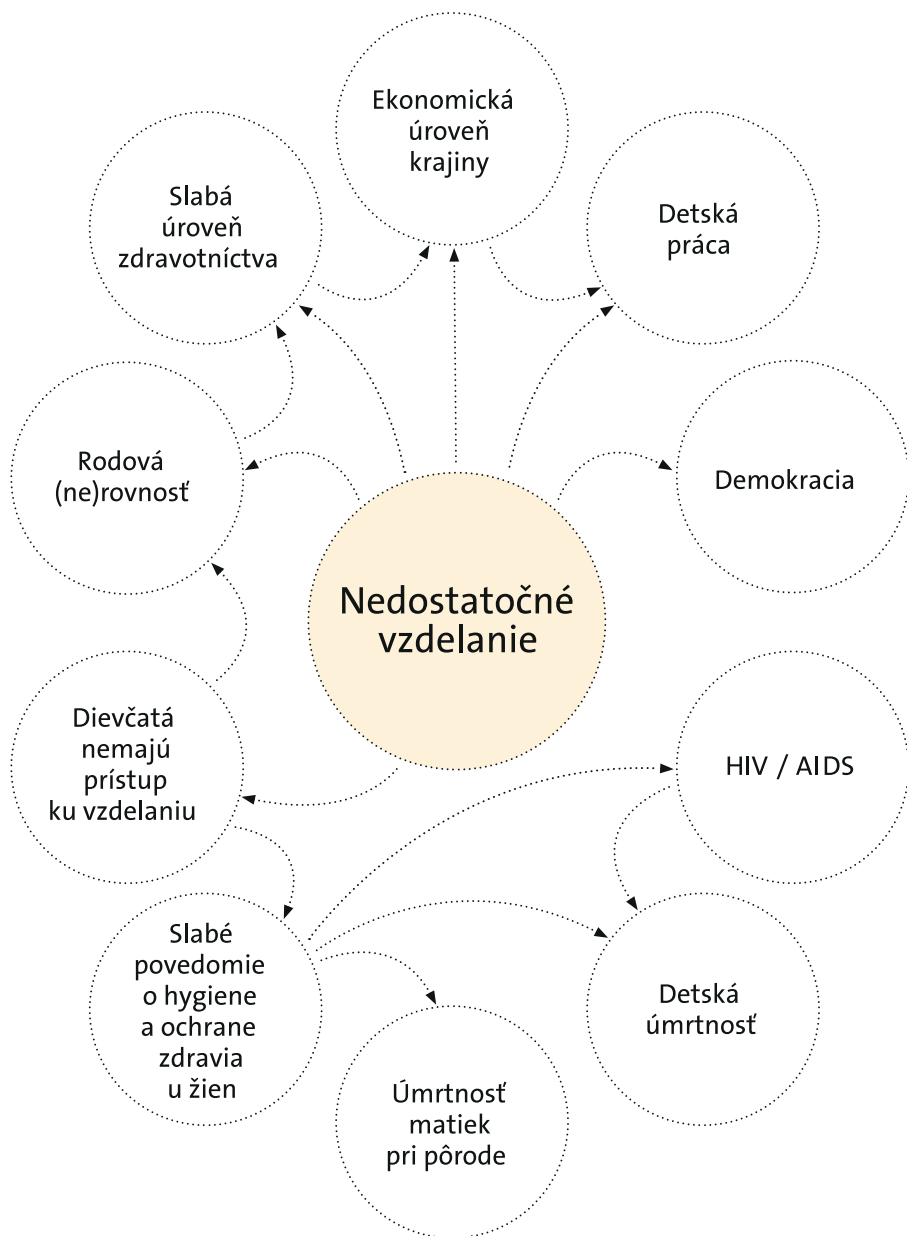 Ekonomická
úroveň
krajiny
Slabá
úroveň
zdravotníctva
Detská
práca
Rodová
(ne)rovnosť
Demokracia
Nedostatočné
vzdelanie
Dievčatá
nemajú
prístup
ku vzdelaniu
HIV / AIDS
Slabé
povedomie
o hygiene
a ochrane
zdravia
u žien
Detská
úmrtnosť
Úmrtnosť
matiek
pri pôrode